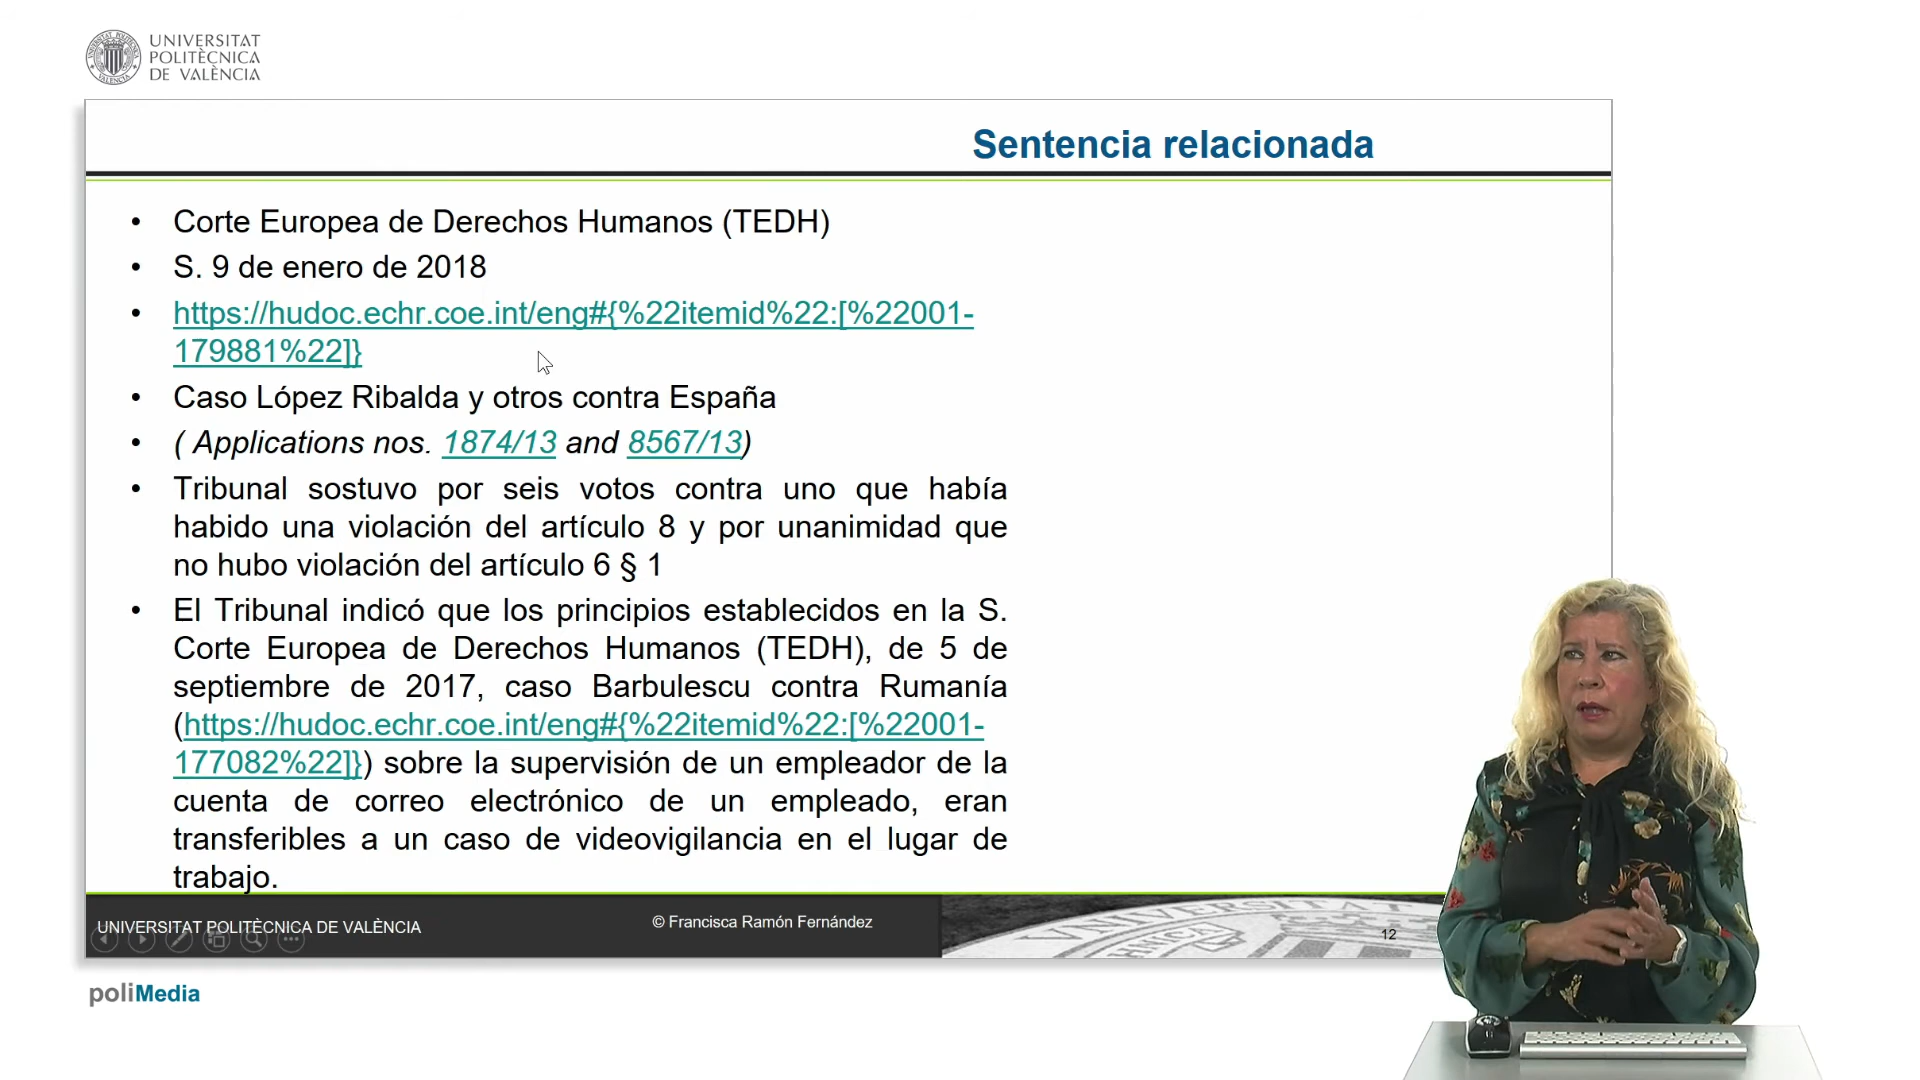 UNIVERSITAT
POLITÈCNICA
DE VALÈNCIA
Sentencia relacionada
• Corte Europea de Derechos Humanos (TEDH)
• S. 9 de enero de 2018
• https://hudoc.echr.coe.int/eng#{%22itemid%22:[%22001-
179881%22]}
• Caso López Ribalda y otros contra España
• ( Applications nos. 1874/13 and 8567/13)
• Tribunal sostuvo por seis votos contra uno que había
habido una violación del artículo 8 y por unanimidad que
no hubo violación del artículo 6 § 1
• El Tribunal indicó que los principios establecidos en la S.
Corte Europea de Derechos Humanos (TEDH), de 5 de
septiembre de 2017, caso Barbulescu contra Rumanía
(https://hudoc.echr.coe.int/eng#{%22itemid%22:[%22001-
177082%22]}) sobre la supervisión de un empleador de la
cuenta de correo electrónico de un empleado, eran
transferibles a un caso de videovigilancia en el lugar de
trabajo.
UNIVERSITAT POLITÈCNICA DE VALÈNCIA
© Francisca Ramón Fernández
12
poliMedia